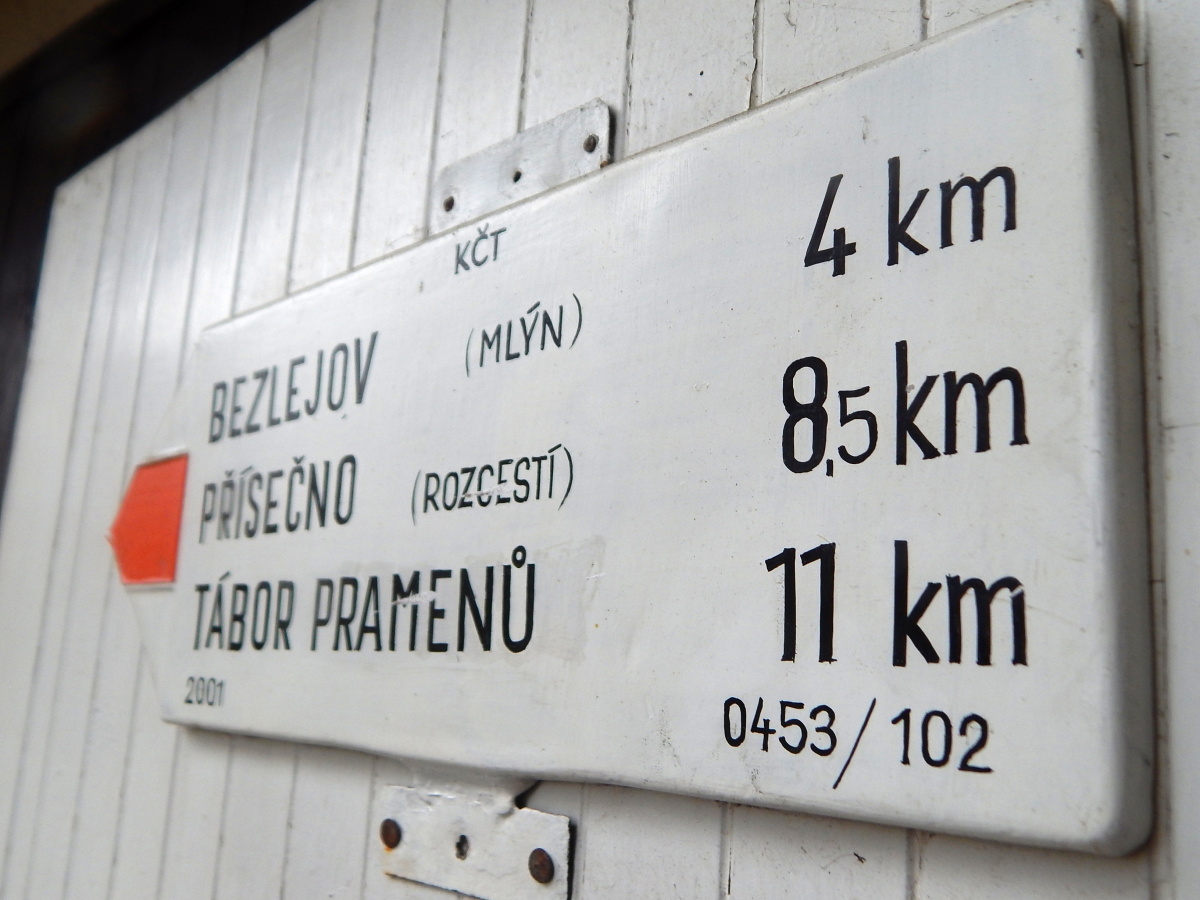 KČT
BEZLEJOV (MLÝN) 4 km
PŘÍSEČNO (ROZCESTÍ) 8,5 km
TÁBOR PRAMENŮ 11 km
2001 0453/102